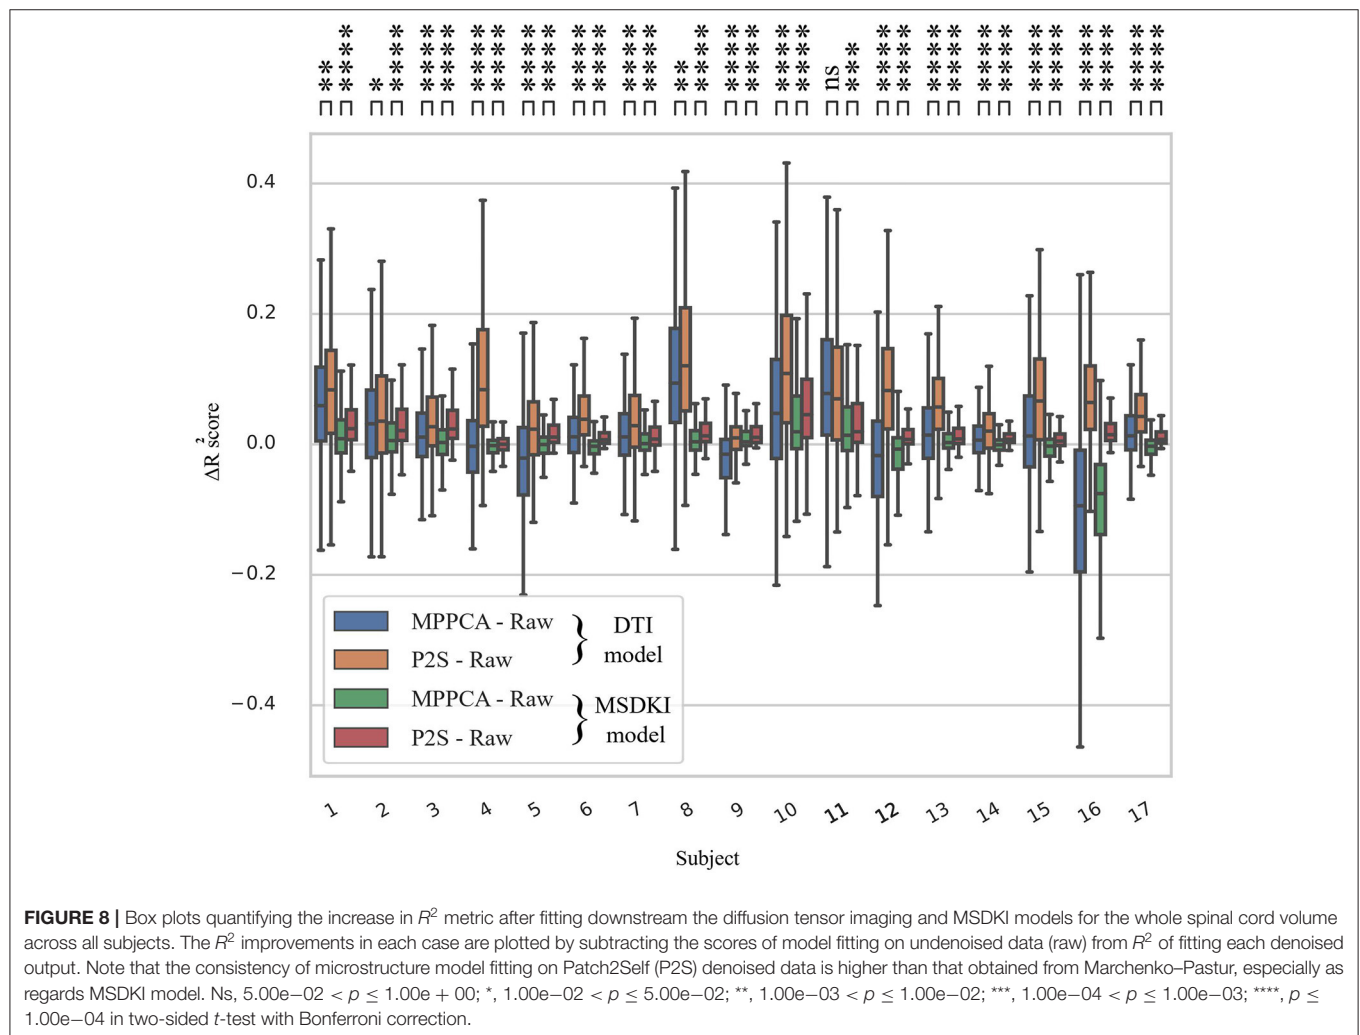 ** **** * **** **** **** **** **** **** **** **** **** **** **** ** **** **** **** **** **** ns *** **** **** **** **** **** **** **** **** **** **** **** ****
0.4
0.2
0.0
−0.2
−0.4
ΔR² score
MPPCA - Raw
P2S - Raw
} DTI model
MPPCA - Raw
P2S - Raw
} MSDKI model
1 2 3 4 5 6 7 8 9 10 11 12 13 14 15 16 17
Subject
FIGURE 8 | Box plots quantifying the increase in R² metric after fitting downstream the diffusion tensor imaging and MSDKI models for the whole spinal cord volume
across all subjects. The R² improvements in each case are plotted by subtracting the scores of model fitting on undenoised data (raw) from R² of fitting each denoised
output. Note that the consistency of microstructure model fitting on Patch2Self (P2S) denoised data is higher than that obtained from Marchenko–Pastur, especially as
regards MSDKI model. Ns, 5.00e−02 < p ≤ 1.00e + 00; *, 1.00e−02 < p ≤ 5.00e−02; **, 1.00e−03 < p ≤ 1.00e−02; ***, 1.00e−04 < p ≤ 1.00e−03; ****, p ≤
1.00e−04 in two-sided t-test with Bonferroni correction.